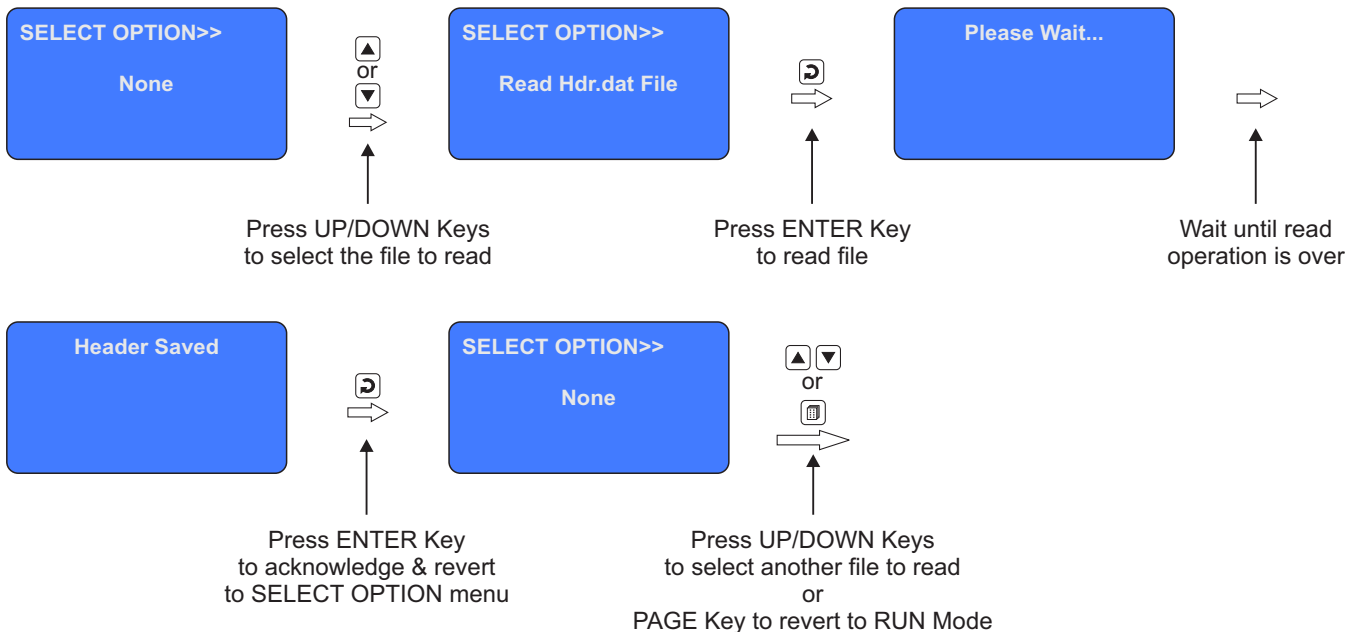 SELECT OPTION>>
None
or
Press UP/DOWN Keys
to select the file to read
SELECT OPTION>>
Read Hdr.dat File
Press ENTER Key
to read file
Please Wait...
Wait until read
operation is over
Header Saved
Press ENTER Key
to acknowledge & revert
to SELECT OPTION menu
SELECT OPTION>>
None
or
Press UP/DOWN Keys
to select another file to read
or
PAGE Key to revert to RUN Mode